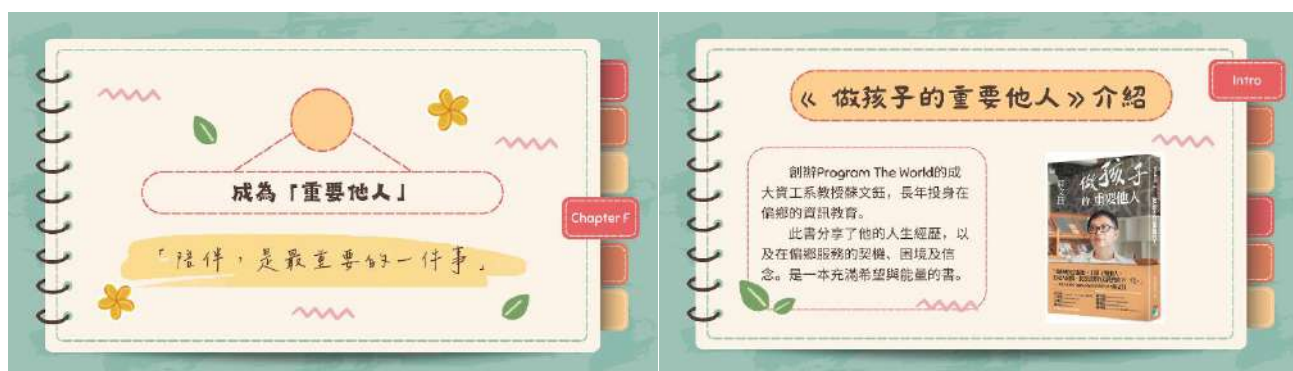 成為「重要他人」
「陪伴，是最重要的一件事」
Chapter F
《做孩子的重要他人》介紹
Intro
創辦Program The World的成
大資工系教授蘇文鈺，長年投身在
偏鄉的資訊教育。
此書分享了他的人生經歷，以
及在偏鄉服務的契機、困境及信
念。是一本充滿希望與能量的書。
做孩子
的重要他人